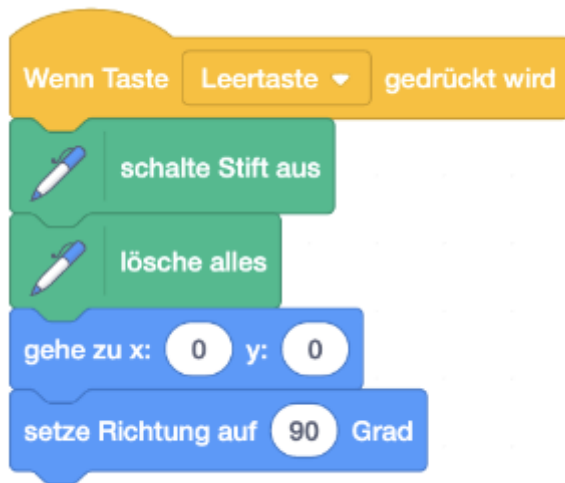 Wenn Taste Leertaste gedrückt wird
schalte Stift aus
lösche alles
gehe zu x: 0 y: 0
setze Richtung auf 90 Grad